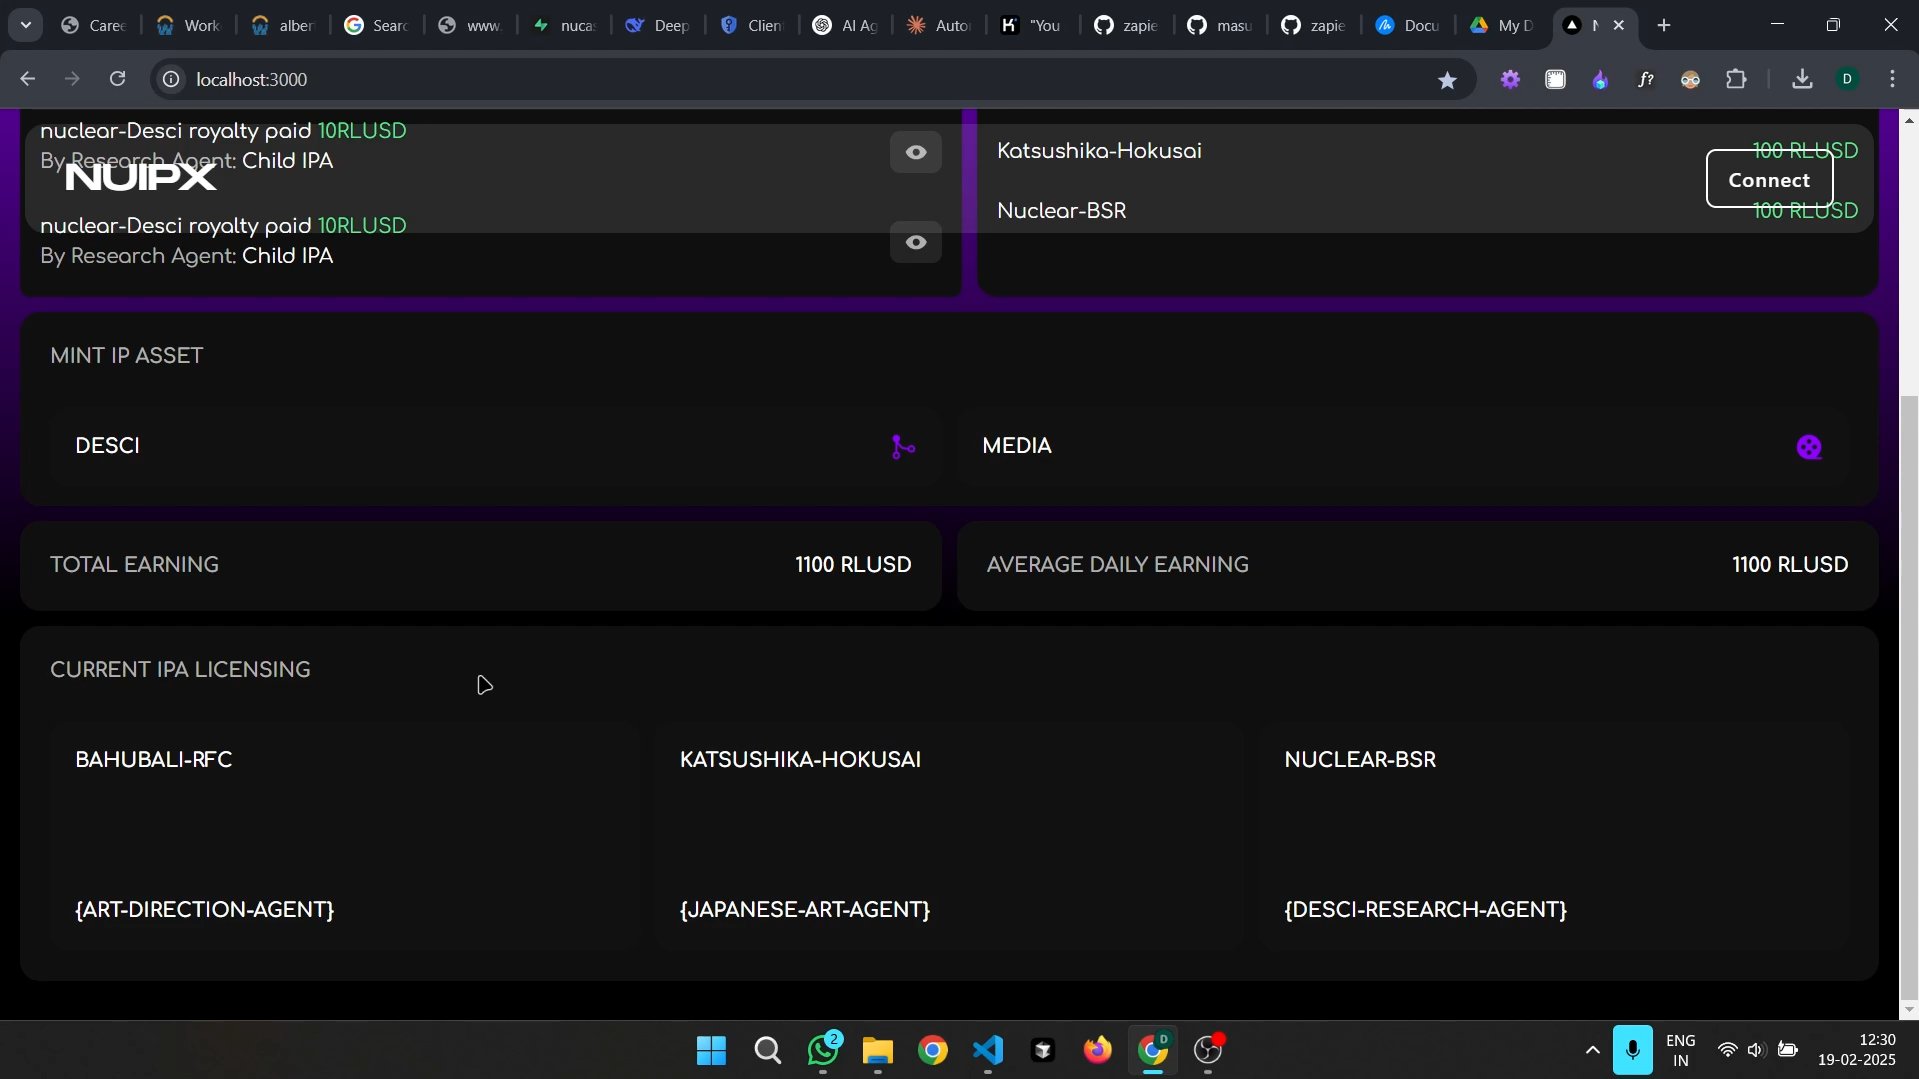 Caree
Work
alber
Searc
www.
nucas
Deep
Client
AI Ag
Autor
"You
zapie
masu
zapie
Docu
My D
N
localhost:3000
D
nuclear-Desci royalty paid 10RLUSD
By Research Agent: Child IPA
NUIPX
nuclear-Desci royalty paid 10RLUSD
By Research Agent: Child IPA
Katsushika-Hokusai 100 RLUSD
Connect
Nuclear-BSR 100 RLUSD
MINT IP ASSET
DESCI
MEDIA
TOTAL EARNING 1100 RLUSD
AVERAGE DAILY EARNING 1100 RLUSD
CURRENT IPA LICENSING
BAHUBALI-RFC
{ART-DIRECTION-AGENT}
KATSUSHIKA-HOKUSAI
{JAPANESE-ART-AGENT}
NUCLEAR-BSR
{DESCI-RESEARCH-AGENT}
2
D
ENG
IN
12:30
19-02-2025